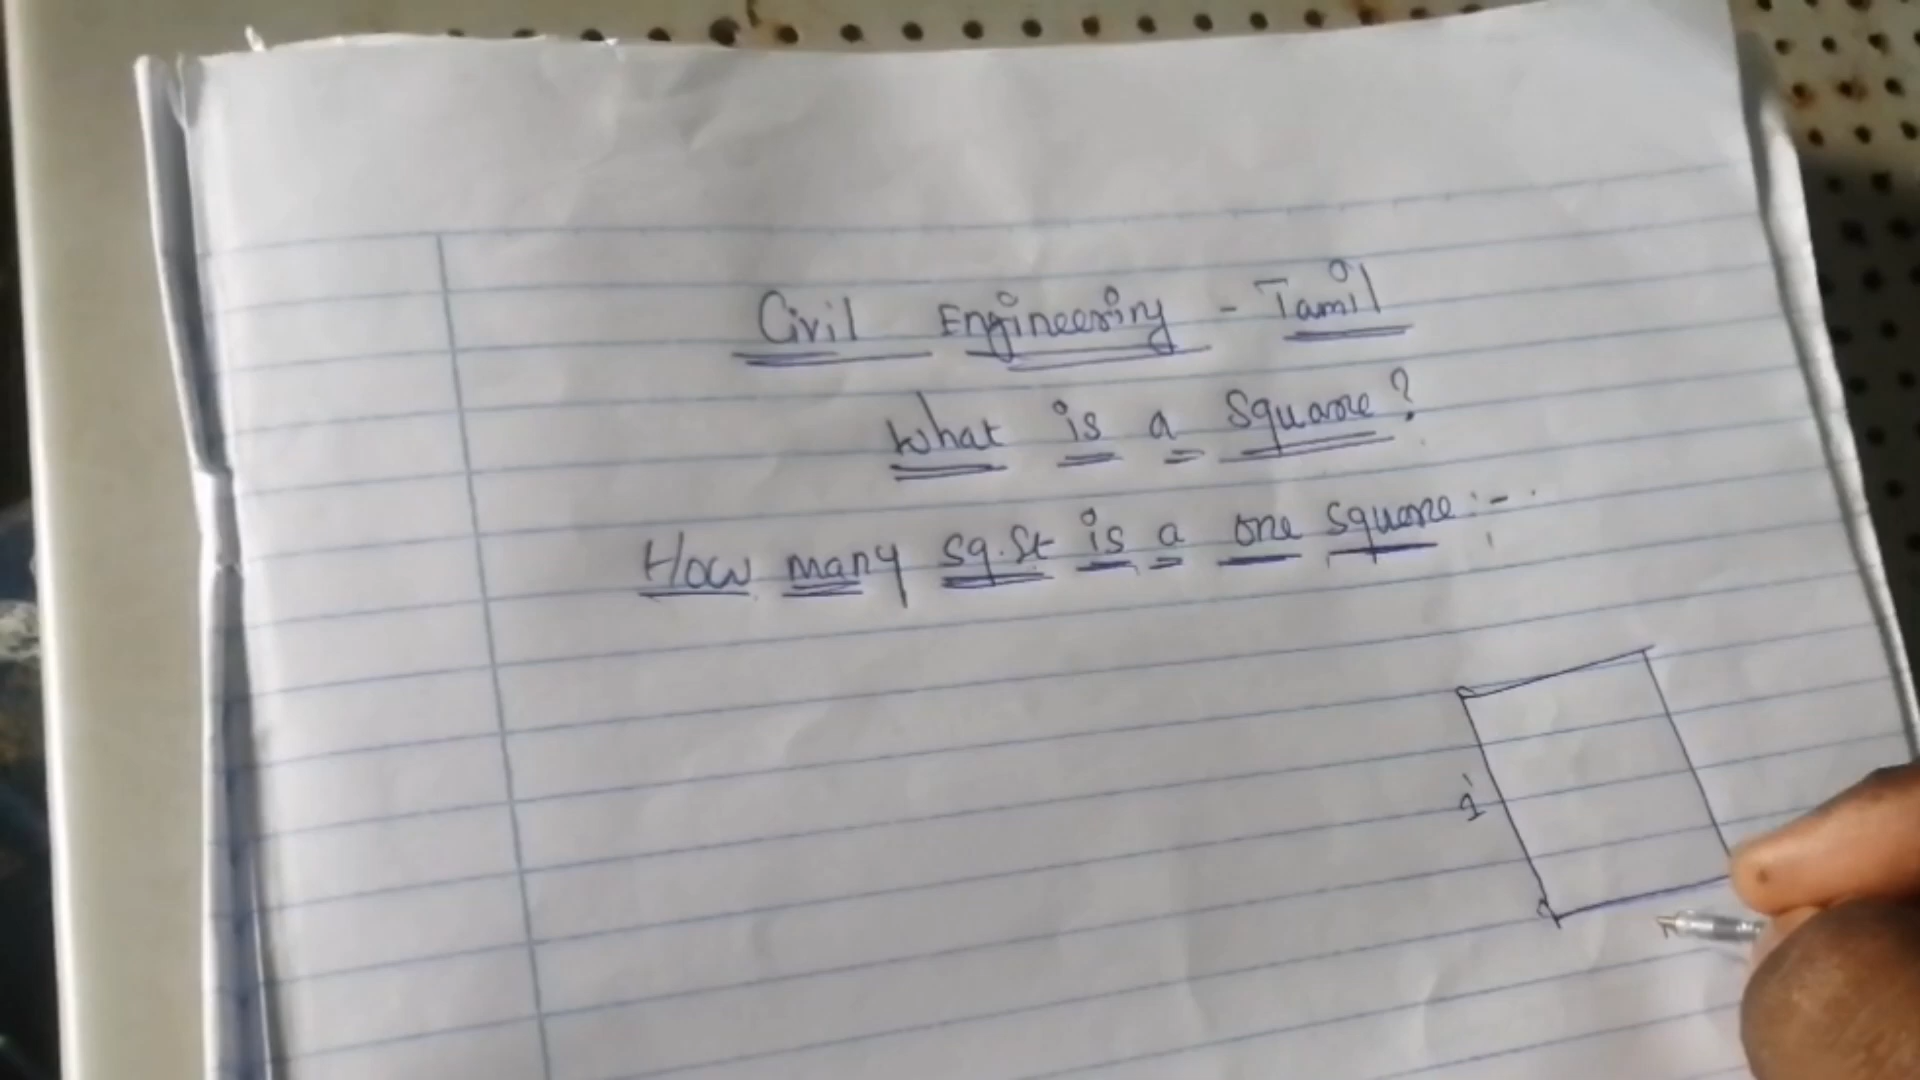 Civil Engineering - Tamil
What is a Square?
How many sq.ft is a one square:-
1'